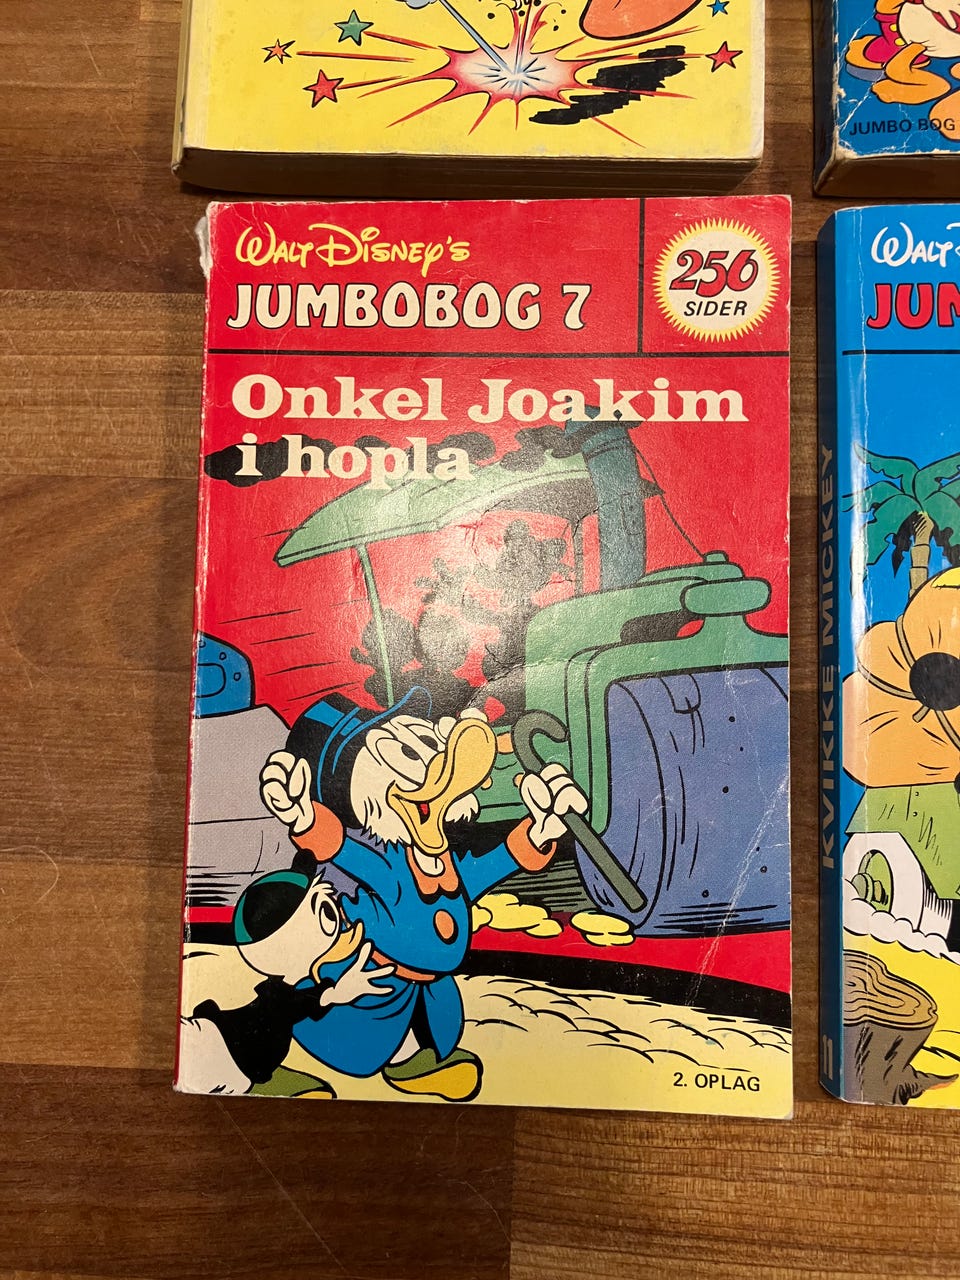 JUMBO BOG
WALT DISNEY'S
JUMBOBOG 7
256
SIDER
Onkel Joakim
i hopla
2. OPLAG
WALT
JUM
KVIKKE MICKEY